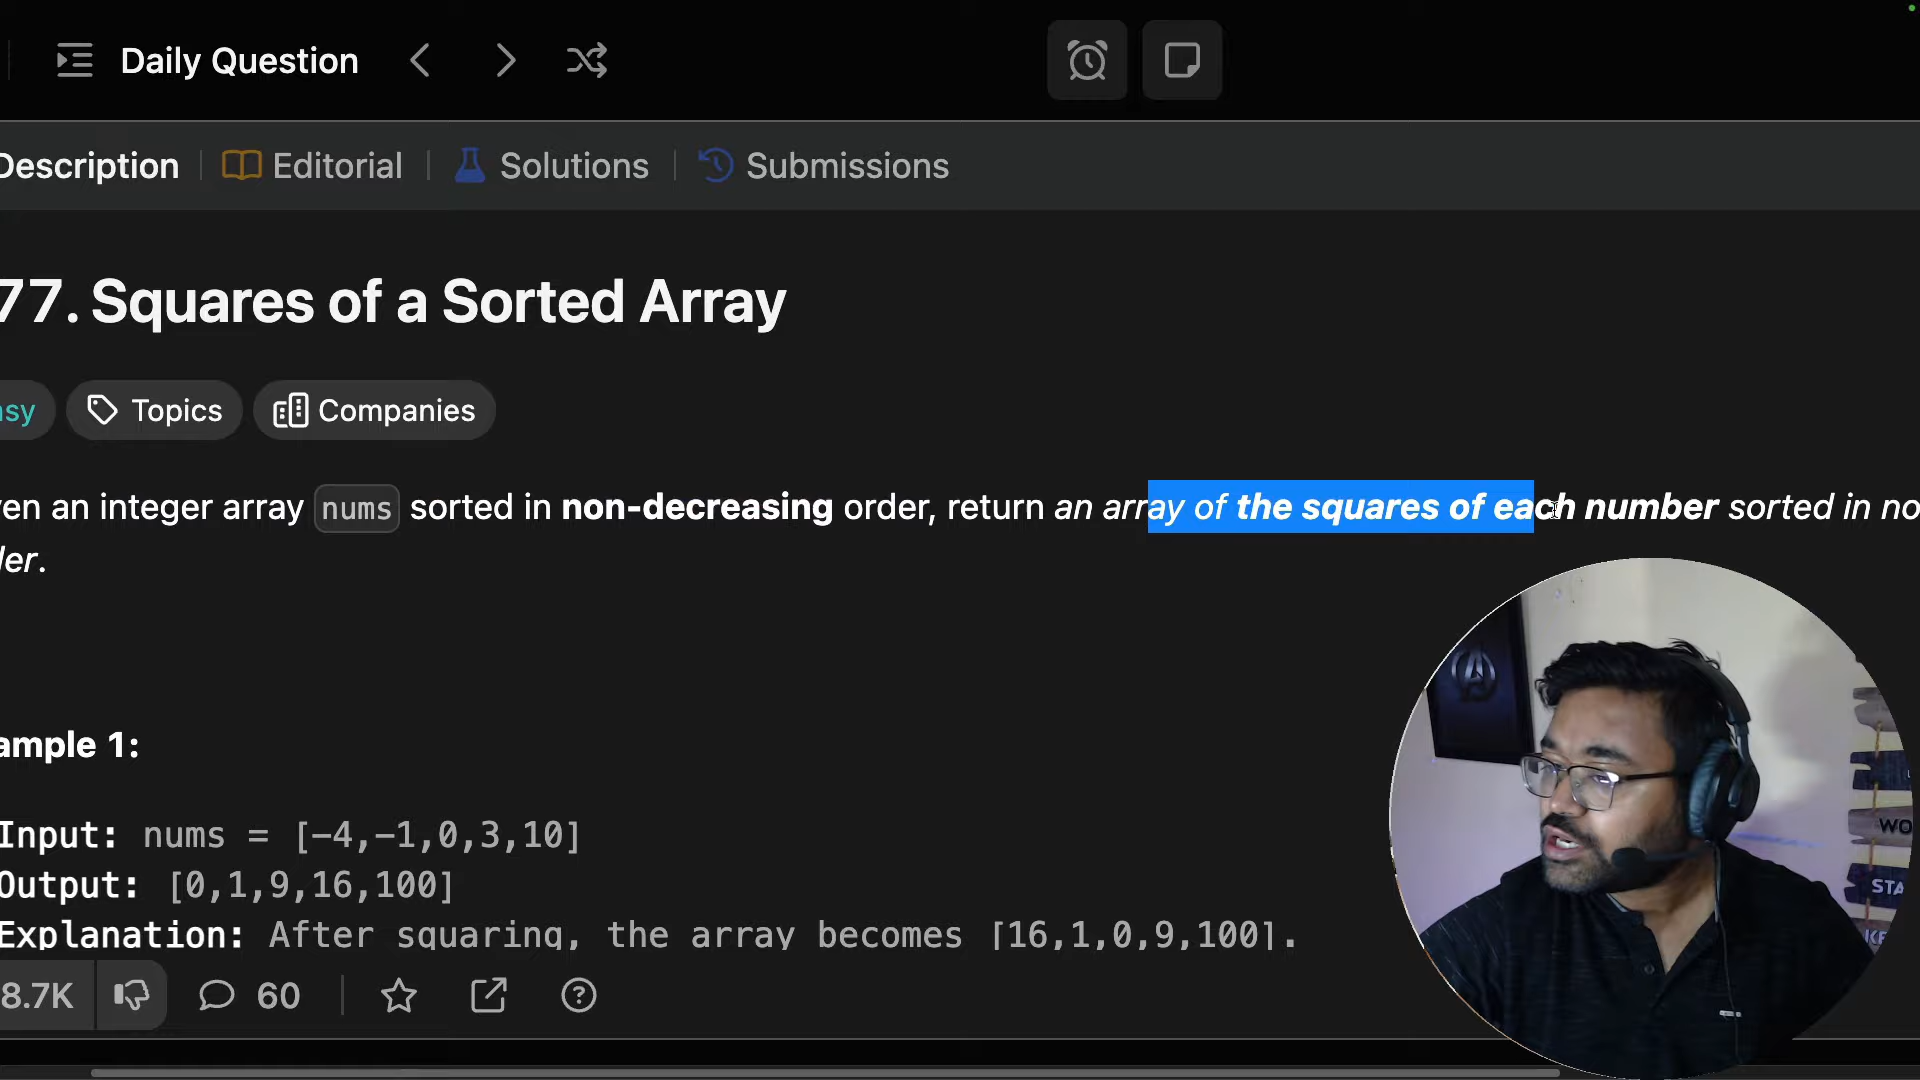 Daily Question
Description Editorial Solutions Submissions
77. Squares of a Sorted Array
asy Topics Companies
en an integer array nums sorted in non-decreasing order, return an array of the squares of each number sorted in no
ler.
ample 1:
Input: nums = [-4,-1,0,3,10]
Output: [0,1,9,16,100]
Explanation: After squaring, the array becomes [16,1,0,9,100].
8.7K 60
WO
STA